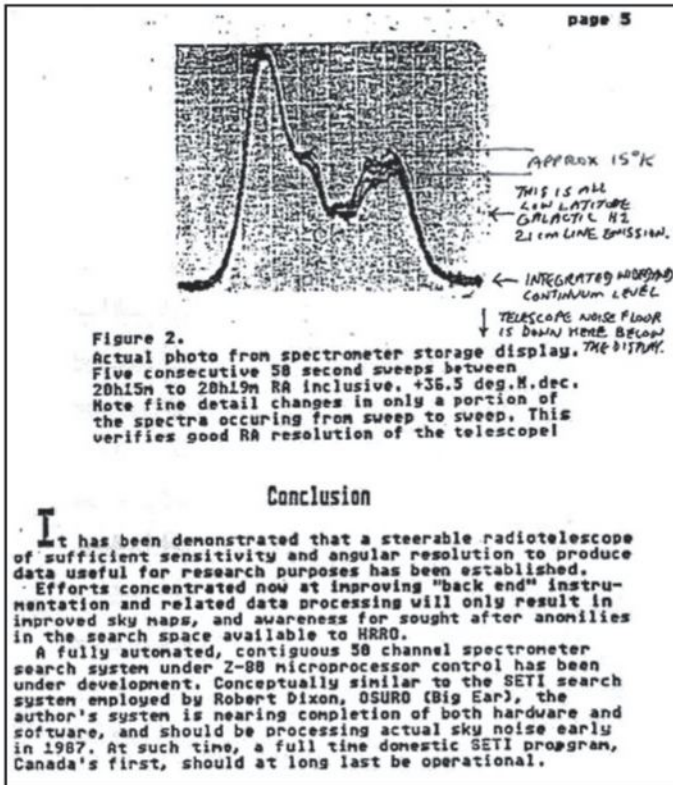 page 5
APPROX 15°K
THIS IS ALL
LOW LATITUDE
GALACTIC H2
21cm LINE EMISSION.
INTEGRATED WIDEBAND
CONTINUUM LEVEL
TELESCOPE NOISE FLOOR
IS DOWN HERE BELOW
THE DISPLAY.
Figure 2.
Actual photo from spectrometer storage display.
Five consecutive 50 second sweeps between
20h15m to 20h19m RA inclusive. +36.5 deg.N.dec.
Note fine detail changes in only a portion of
the spectra occuring from sweep to sweep. This
verifies good RA resolution of the telescope!
Conclusion
It has been demonstrated that a steerable radiotelescope
of sufficient sensitivity and angular resolution to produce
data useful for research purposes has been established.
Efforts concentrated now at improving "back end" instru-
mentation and related data processing will only result in
improved sky maps, and awareness for sought after anomilies
in the search space available to HRRO.
A fully automated, contiguous 50 channel spectrometer
search system under Z-80 microprocessor control has been
under development. Conceptually similar to the SETI search
system employed by Robert Dixon, OSURO (Big Ear), the
author's system is nearing completion of both hardware and
software, and should be processing actual sky noise early
in 1987. At such time, a full time domestic SETI program,
Canada's first, should at long last be operational.